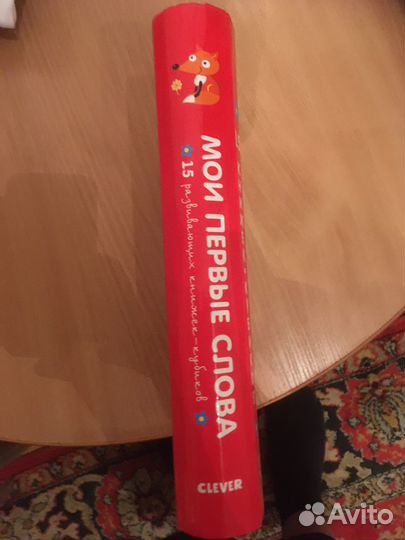 МОИ ПЕРВЫЕ СЛОВА
15 развивающих книжек-кубиков
CLEVER
Avito